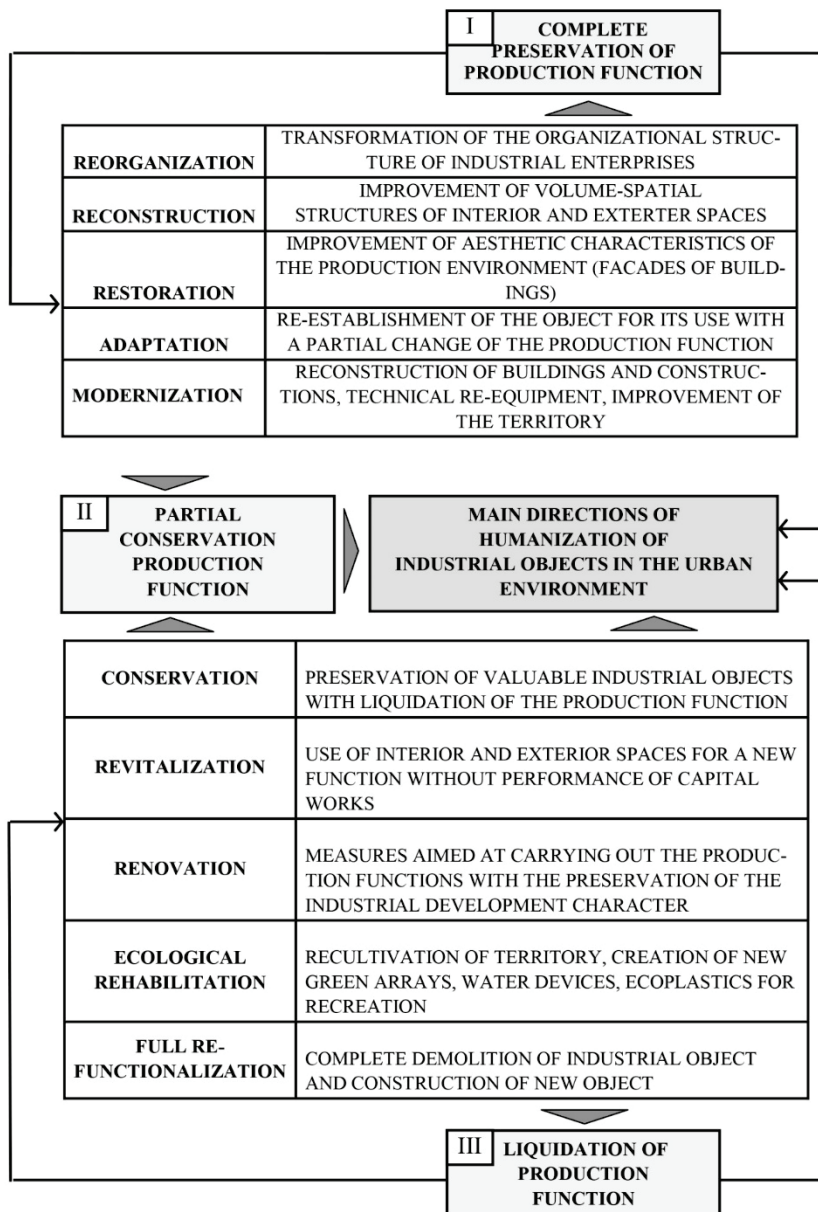 I
COMPLETE
PRESERVATION OF
PRODUCTION FUNCTION
REORGANIZATION
TRANSFORMATION OF THE ORGANIZATIONAL STRUC-
TURE OF INDUSTRIAL ENTERPRISES
RECONSTRUCTION
IMPROVEMENT OF VOLUME-SPATIAL
STRUCTURES OF INTERIOR AND EXTERTER SPACES
RESTORATION
IMPROVEMENT OF AESTHETIC CHARACTERISTICS OF
THE PRODUCTION ENVIRONMENT (FACADES OF BUILD-
INGS)
ADAPTATION
RE-ESTABLISHMENT OF THE OBJECT FOR ITS USE WITH
A PARTIAL CHANGE OF THE PRODUCTION FUNCTION
MODERNIZATION
RECONSTRUCTION OF BUILDINGS AND CONSTRUC-
TIONS, TECHNICAL RE-EQUIPMENT, IMPROVEMENT OF
THE TERRITORY
II
PARTIAL
CONSERVATION
PRODUCTION
FUNCTION
MAIN DIRECTIONS OF
HUMANIZATION OF
INDUSTRIAL OBJECTS IN THE URBAN
ENVIRONMENT
CONSERVATION
PRESERVATION OF VALUABLE INDUSTRIAL OBJECTS
WITH LIQUIDATION OF THE PRODUCTION FUNCTION
REVITALIZATION
USE OF INTERIOR AND EXTERIOR SPACES FOR A NEW
FUNCTION WITHOUT PERFORMANCE OF CAPITAL
WORKS
RENOVATION
MEASURES AIMED AT CARRYING OUT THE PRODUC-
TION FUNCTIONS WITH THE PRESERVATION OF THE
INDUSTRIAL DEVELOPMENT CHARACTER
ECOLOGICAL
REHABILITATION
RECULTIVATION OF TERRITORY, CREATION OF NEW
GREEN ARRAYS, WATER DEVICES, ECOPLASTICS FOR
RECREATION
FULL RE-
FUNCTIONALIZATION
COMPLETE DEMOLITION OF INDUSTRIAL OBJECT
AND CONSTRUCTION OF NEW OBJECT
III
LIQUIDATION OF
PRODUCTION
FUNCTION